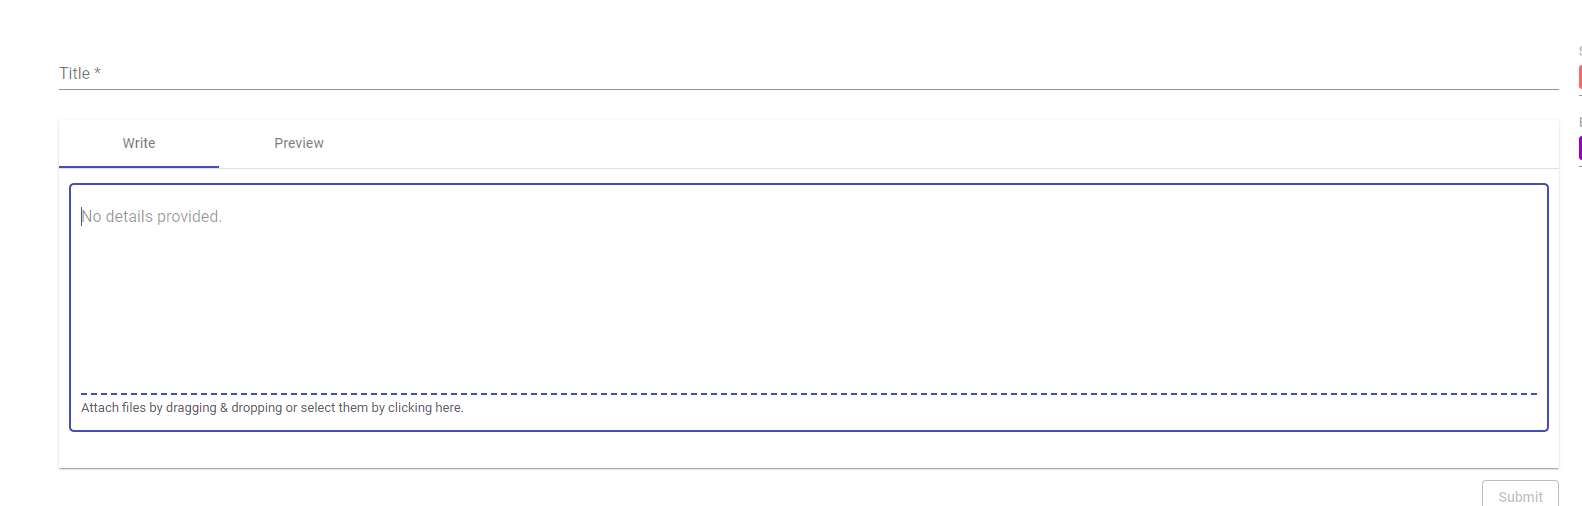 Title *
Write
Preview
No details provided.
Attach files by dragging & dropping or select them by clicking here.
Submit